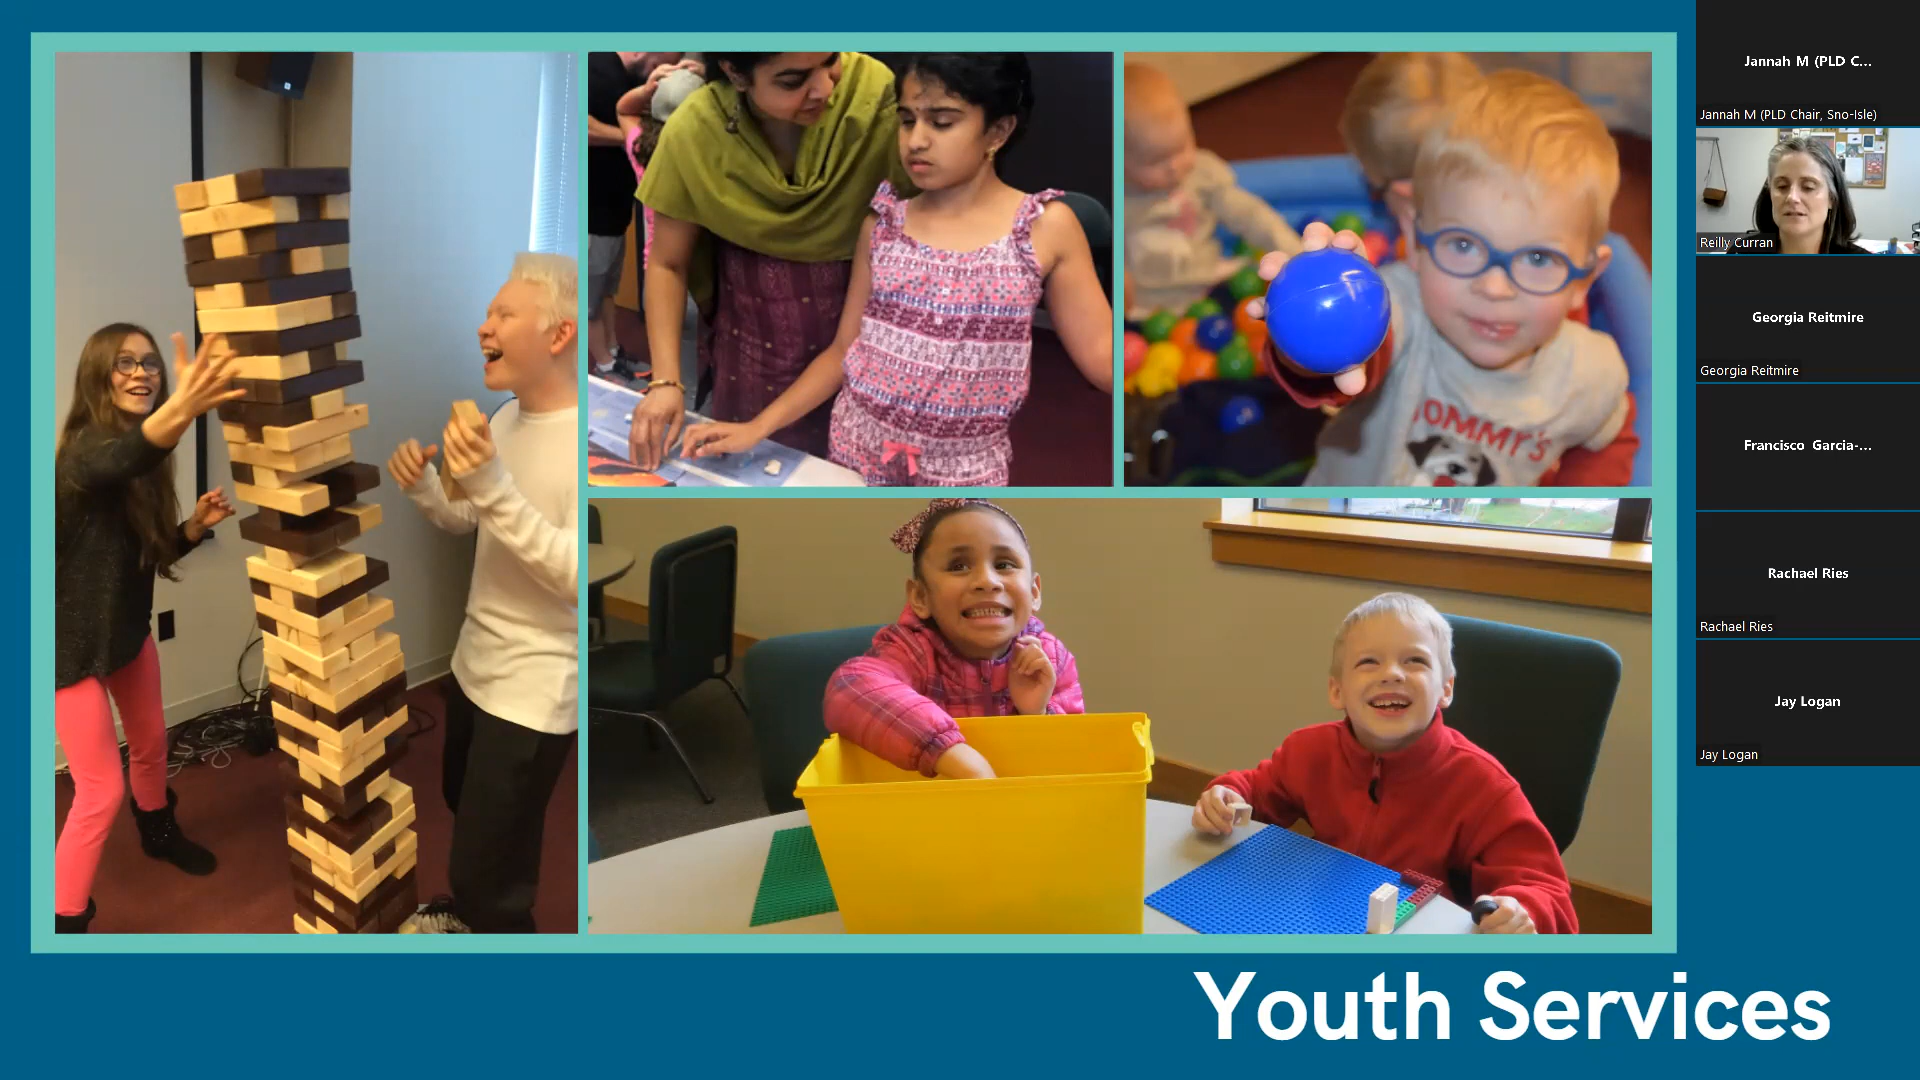 TOMMY'S
Youth Services
Jannah M (PLD C...
Jannah M (PLD Chair, Sno-Isle)
Reilly Curran
Georgia Reitmire
Georgia Reitmire
Francisco Garcia-...
Rachael Ries
Rachael Ries
Jay Logan
Jay Logan